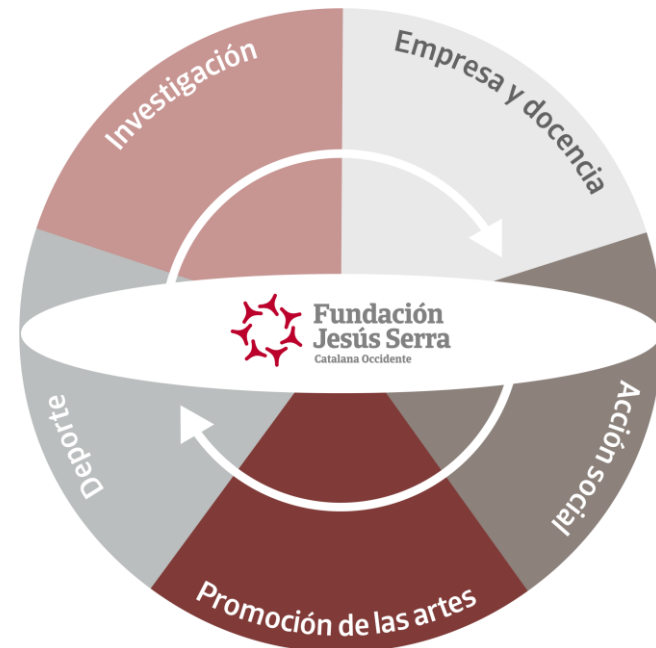 Investigación
Empresa y docencia
Fundación
Jesús Serra
Catalana Occidente
Deporte
Acción social
Promoción de las artes